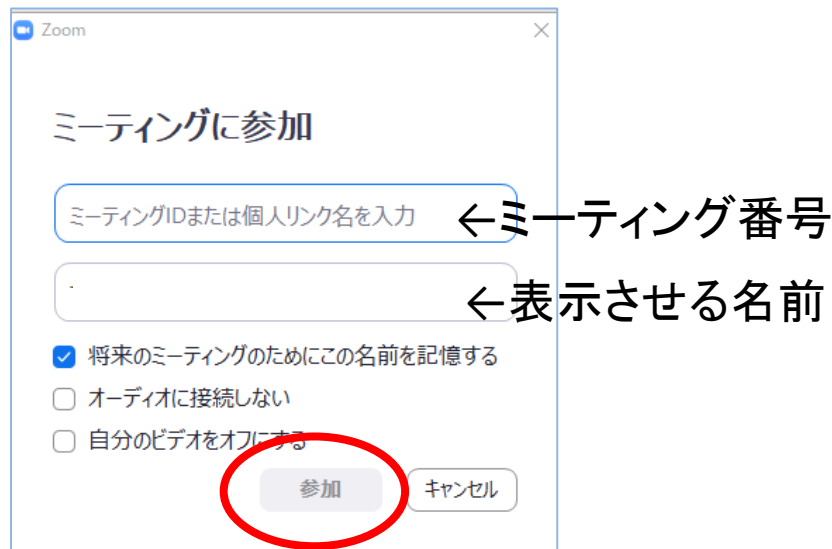 Zoom
ミーティングに参加
ミーティングIDまたは個人リンク名を入力 ←ミーティング番号
- ←表示させる名前
将来のミーティングのためにこの名前を記憶する
オーディオに接続しない
自分のビデオをオフにする
参加 キャンセル